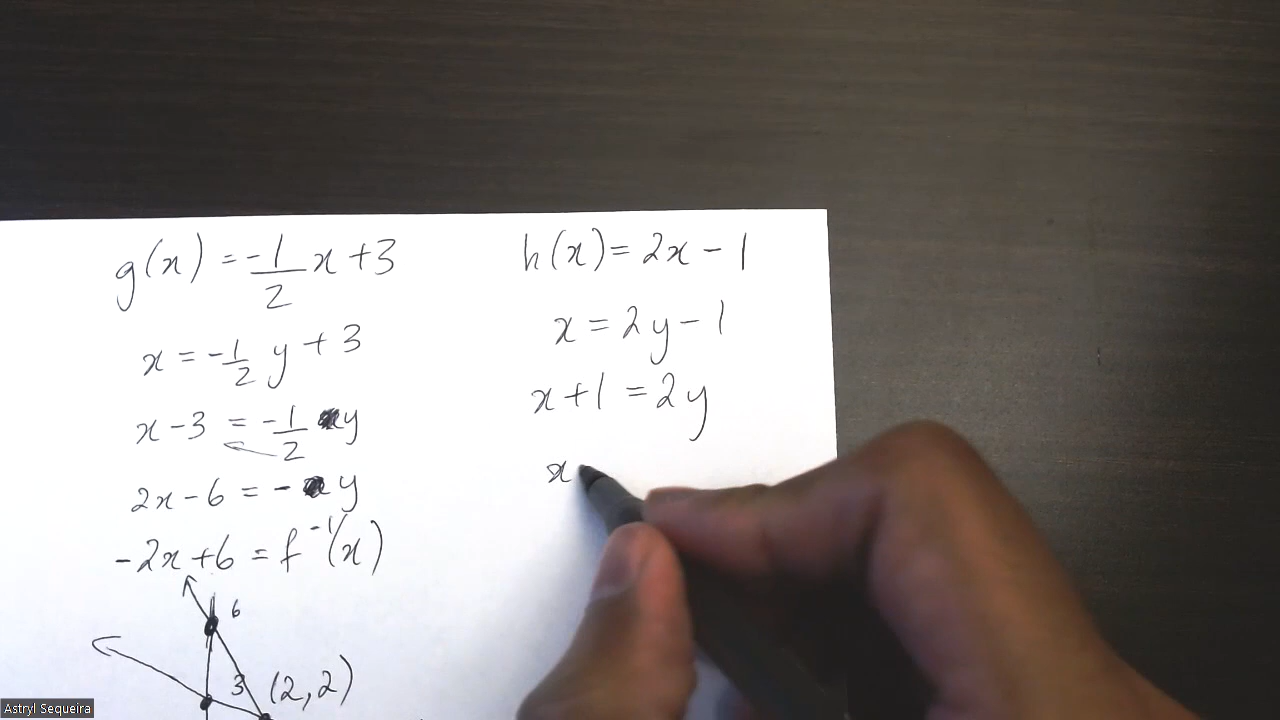 g(x) = -1/2 x + 3
x = -1/2 y + 3
x - 3 = -1/2 y
2x - 6 = - y
-2x + 6 = f⁻¹(x)
6
3 (2,2)
h(x) = 2x - 1
x = 2y - 1
x + 1 = 2y
x
Astryl Sequeira